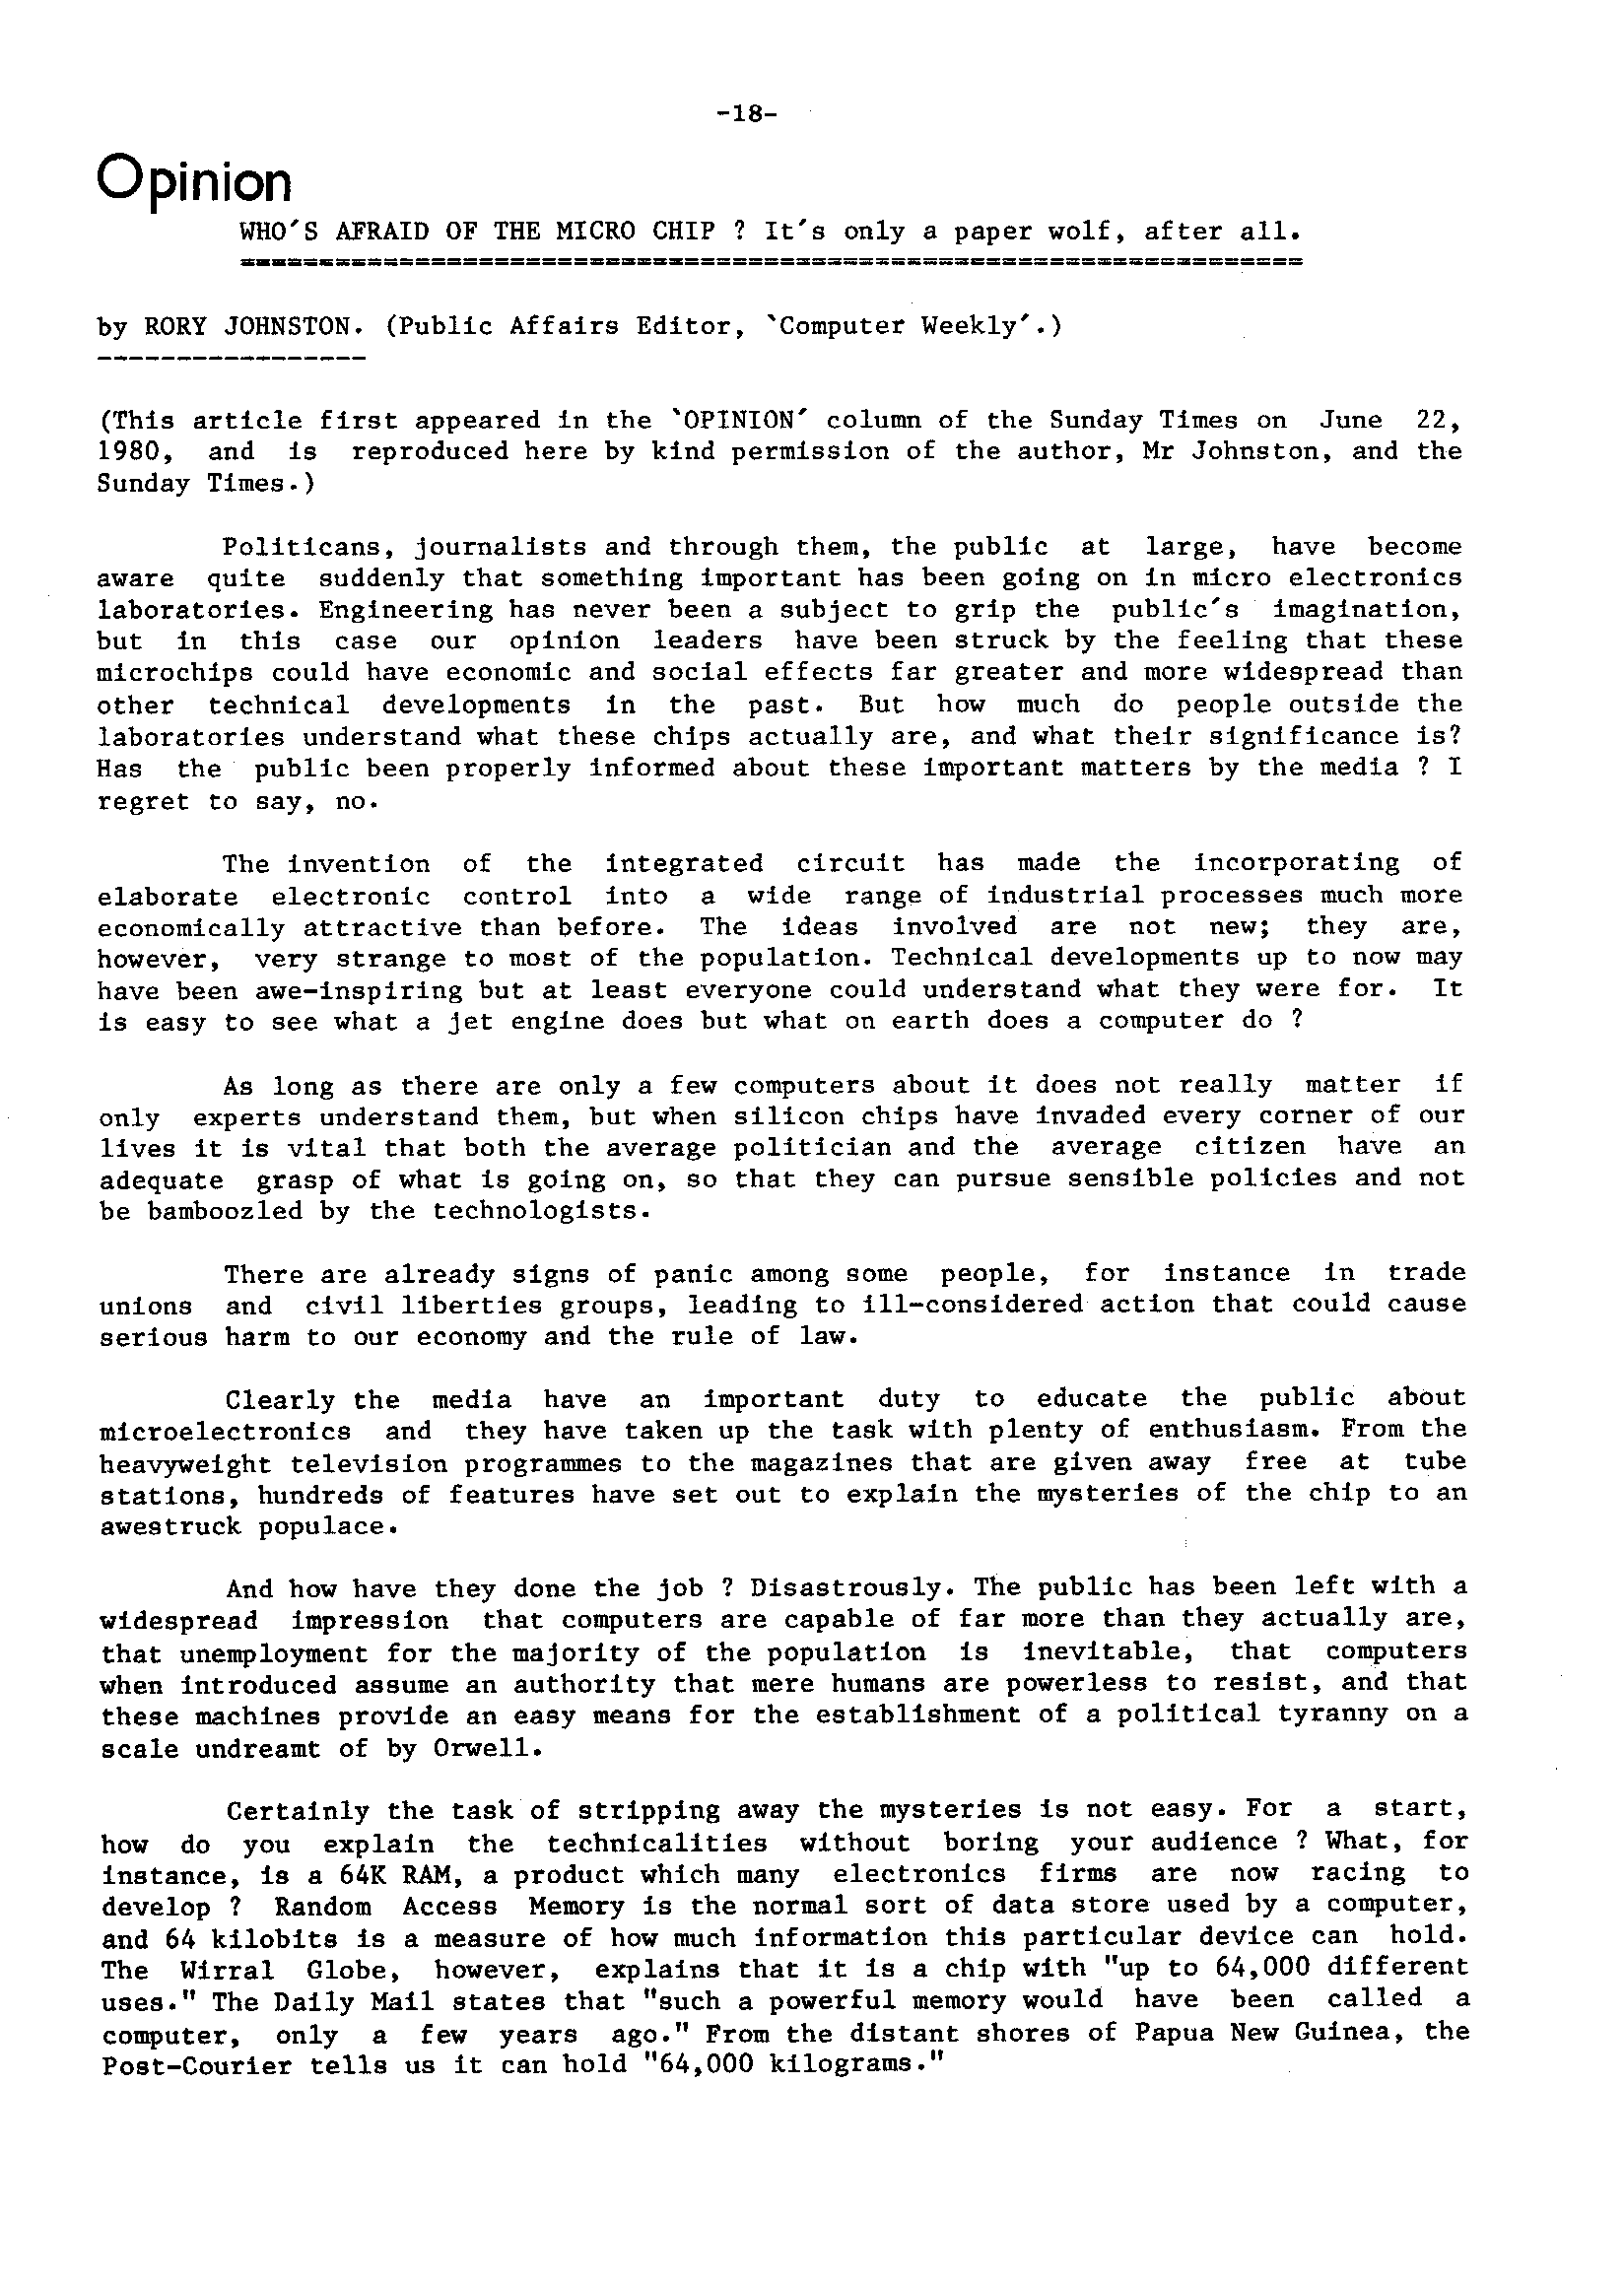 -18-
Opinion
WHO'S AFRAID OF THE MICRO CHIP ? It's only a paper wolf, after all.
by RORY JOHNSTON. (Public Affairs Editor, `Computer Weekly'.)
(This article first appeared in the `OPINION' column of the Sunday Times on June 22,
1980, and is reproduced here by kind permission of the author, Mr Johnston, and the
Sunday Times.)
Politicans, journalists and through them, the public at large, have become
aware quite suddenly that something important has been going on in micro electronics
laboratories. Engineering has never been a subject to grip the public's imagination,
but in this case our opinion leaders have been struck by the feeling that these
microchips could have economic and social effects far greater and more widespread than
other technical developments in the past. But how much do people outside the
laboratories understand what these chips actually are, and what their significance is?
Has the public been properly informed about these important matters by the media ? I
regret to say, no.
The invention of the integrated circuit has made the incorporating of
elaborate electronic control into a wide range of industrial processes much more
economically attractive than before. The ideas involved are not new; they are,
however, very strange to most of the population. Technical developments up to now may
have been awe-inspiring but at least everyone could understand what they were for. It
is easy to see what a jet engine does but what on earth does a computer do ?
As long as there are only a few computers about it does not really matter if
only experts understand them, but when silicon chips have invaded every corner of our
lives it is vital that both the average politician and the average citizen have an
adequate grasp of what is going on, so that they can pursue sensible policies and not
be bamboozled by the technologists.
There are already signs of panic among some people, for instance in trade
unions and civil liberties groups, leading to ill-considered action that could cause
serious harm to our economy and the rule of law.
Clearly the media have an important duty to educate the public about
microelectronics and they have taken up the task with plenty of enthusiasm. From the
heavyweight television programmes to the magazines that are given away free at tube
stations, hundreds of features have set out to explain the mysteries of the chip to an
awestruck populace.
And how have they done the job ? Disastrously. The public has been left with a
widespread impression that computers are capable of far more than they actually are,
that unemployment for the majority of the population is inevitable, that computers
when introduced assume an authority that mere humans are powerless to resist, and that
these machines provide an easy means for the establishment of a political tyranny on a
scale undreamt of by Orwell.
Certainly the task of stripping away the mysteries is not easy. For a start,
how do you explain the technicalities without boring your audience ? What, for
instance, is a 64K RAM, a product which many electronics firms are now racing to
develop ? Random Access Memory is the normal sort of data store used by a computer,
and 64 kilobits is a measure of how much information this particular device can hold.
The Wirral Globe, however, explains that it is a chip with "up to 64,000 different
uses." The Daily Mail states that "such a powerful memory would have been called a
computer, only a few years ago." From the distant shores of Papua New Guinea, the
Post-Courier tells us it can hold "64,000 kilograms."